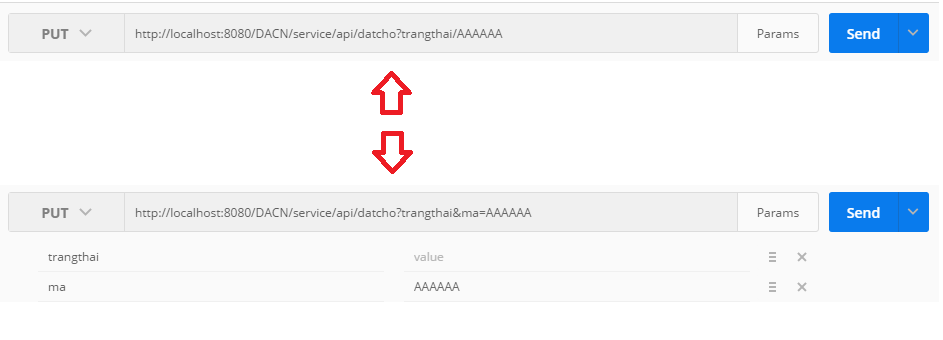 PUT http://localhost:8080/DACN/service/api/datcho?trangthai/AAAAAA Params Send
PUT http://localhost:8080/DACN/service/api/datcho?trangthai&ma=AAAAAA Params Send
trangthai value
ma AAAAAA